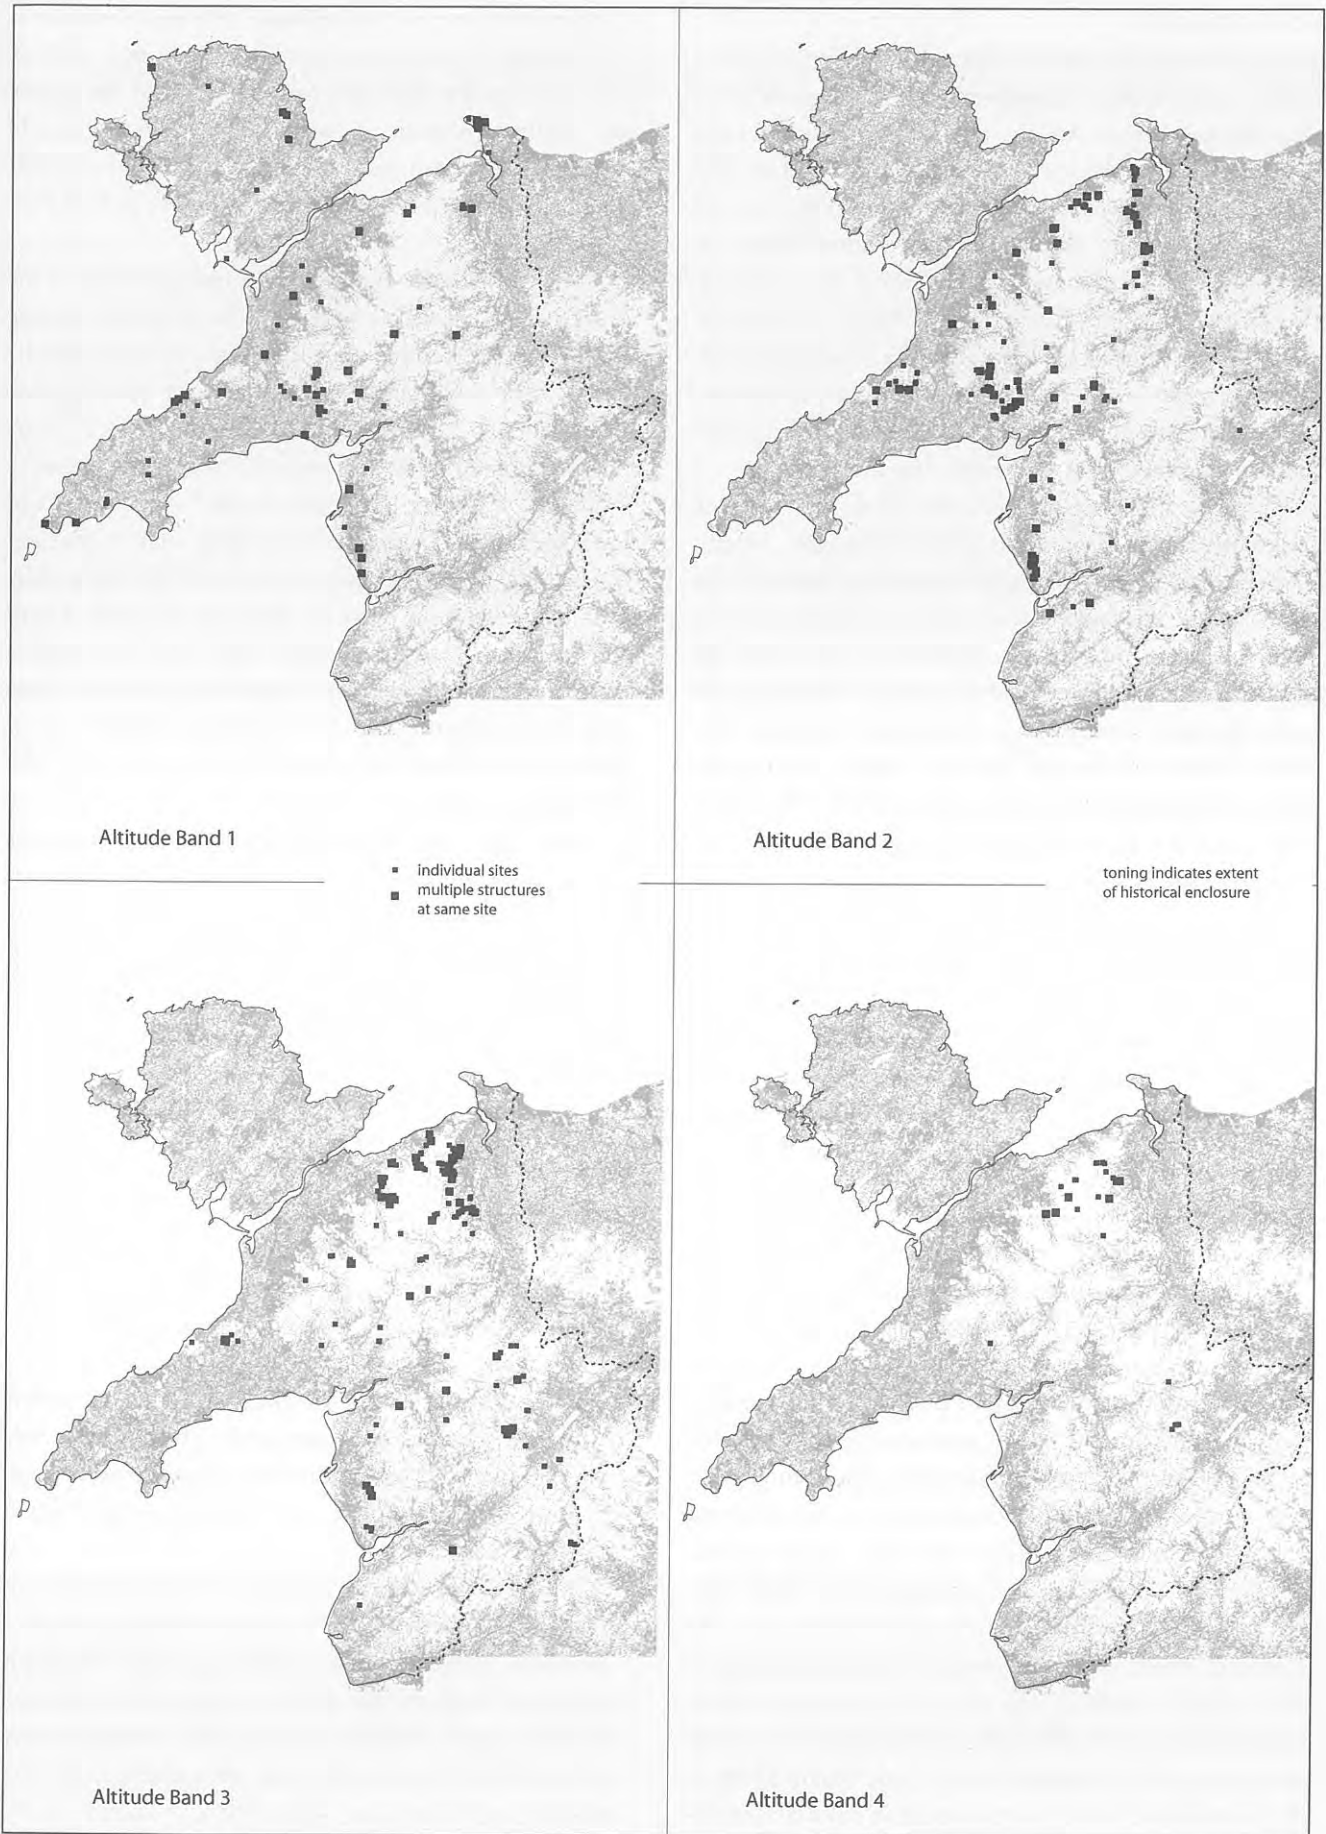 Altitude Band 1
Altitude Band 2
individual sites
multiple structures
at same site
toning indicates extent
of historical enclosure
Altitude Band 3
Altitude Band 4